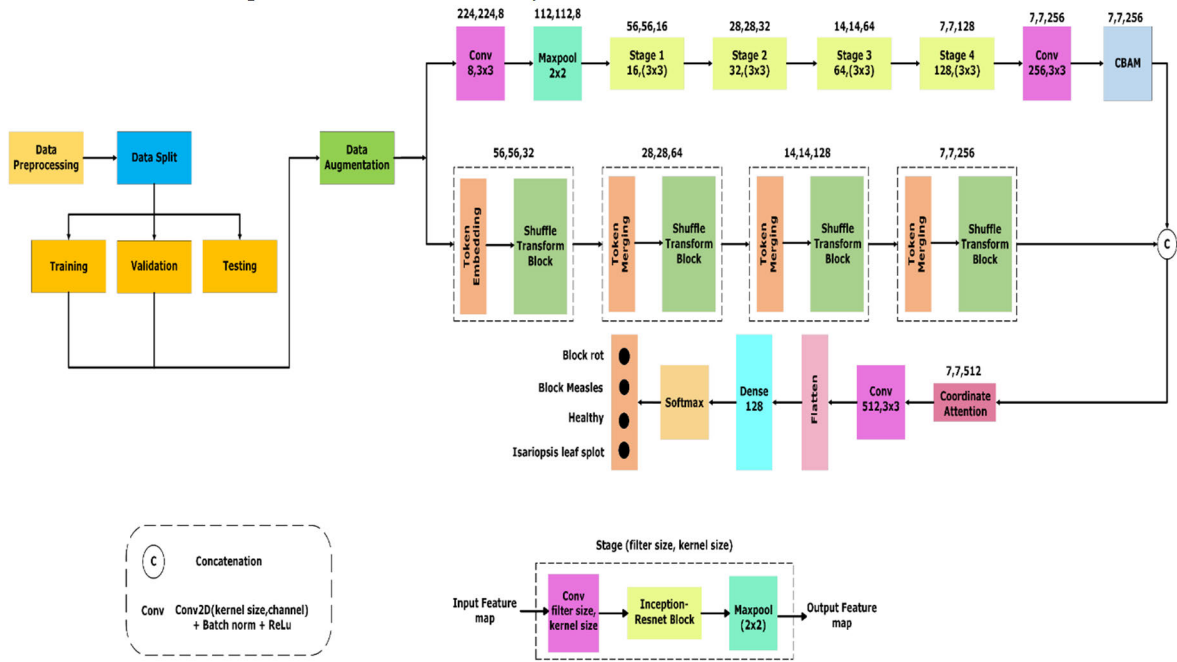 224,224,8
112,112,8
56,56,16
28,28,32
14,14,64
7,7,128
7,7,256
7,7,256
Conv
8,3x3
Maxpool
2x2
Stage 1
16,(3x3)
Stage 2
32,(3x3)
Stage 3
64,(3x3)
Stage 4
128,(3x3)
Conv
256,3x3
CBAM
Data
Preprocessing
Data Split
Data
Augmentation
Training
Validation
Testing
56,56,32
28,28,64
14,14,128
7,7,256
Token
Embedding
Shuffle
Transform
Block
Token
Merging
Shuffle
Transform
Block
Token
Merging
Shuffle
Transform
Block
Token
Merging
Shuffle
Transform
Block
C
Block rot
Block Measles
Healthy
Isariopsis leaf splot
Softmax
Dense
128
Flatten
Conv
512,3x3
7,7,512
Coordinate
Attention
C
Concatenation
Conv
Conv2D(kernel size,channel)
+ Batch norm + ReLu
Stage (filter size, kernel size)
Input Feature
map
Conv
filter size,
kernel size
Inception-
Resnet Block
Maxpool
(2x2)
Output Feature
map